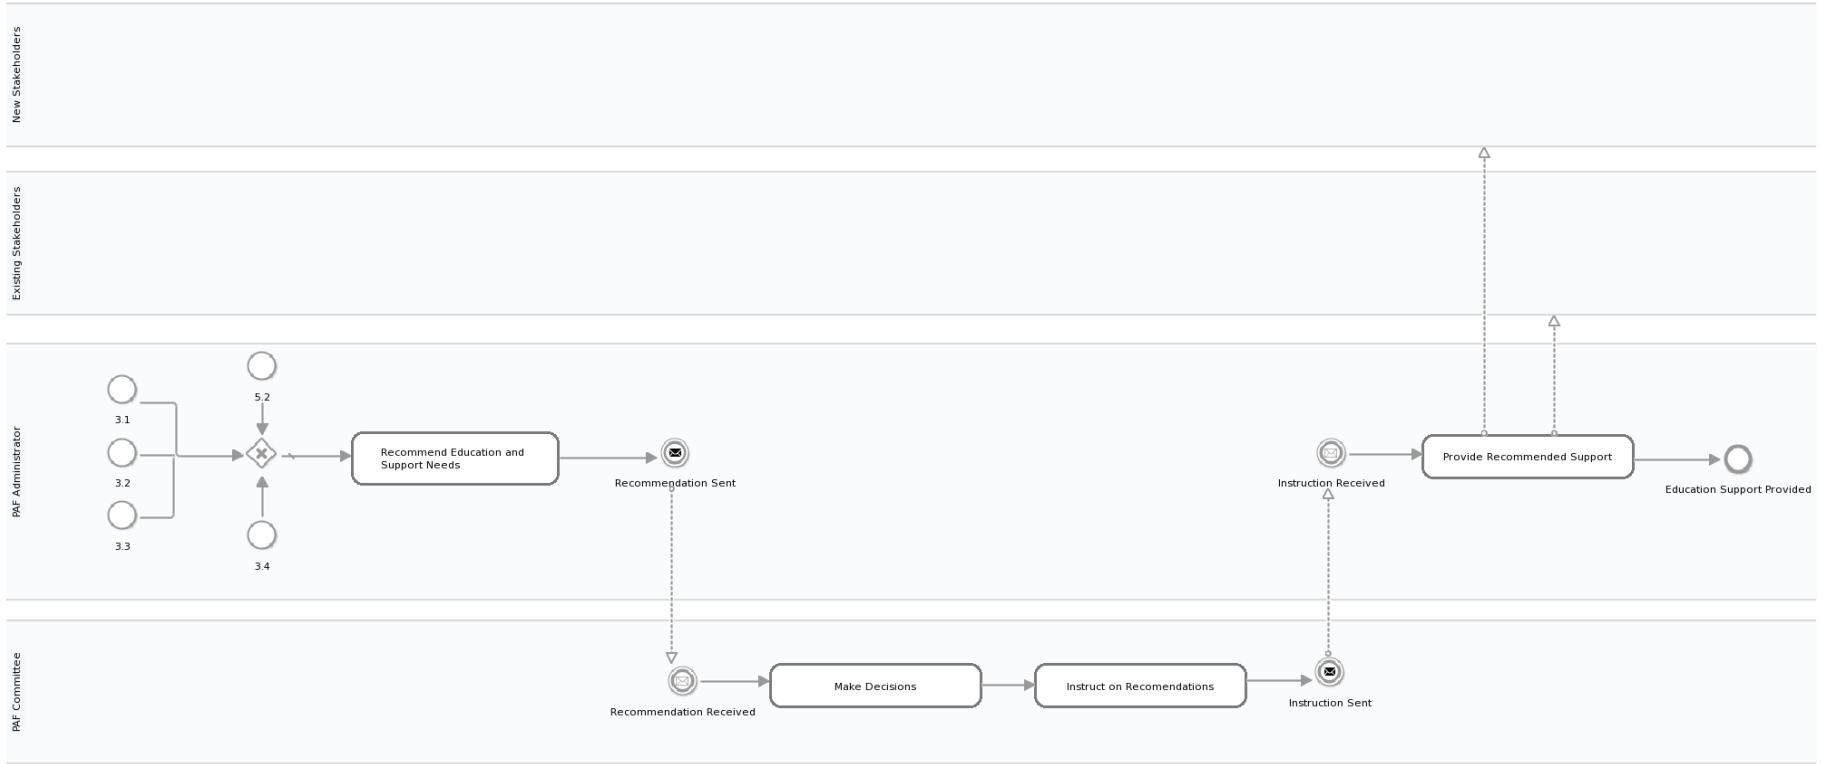 New Stakeholders
Existing Stakeholders
PAF Administrator
5.2
3.1
3.2
3.3
3.4
Recommend Education and
Support Needs
Recommendation Sent
Instruction Received
Provide Recommended Support
Education Support Provided
PAF Committee
Recommendation Received
Make Decisions
Instruct on Recomendations
Instruction Sent